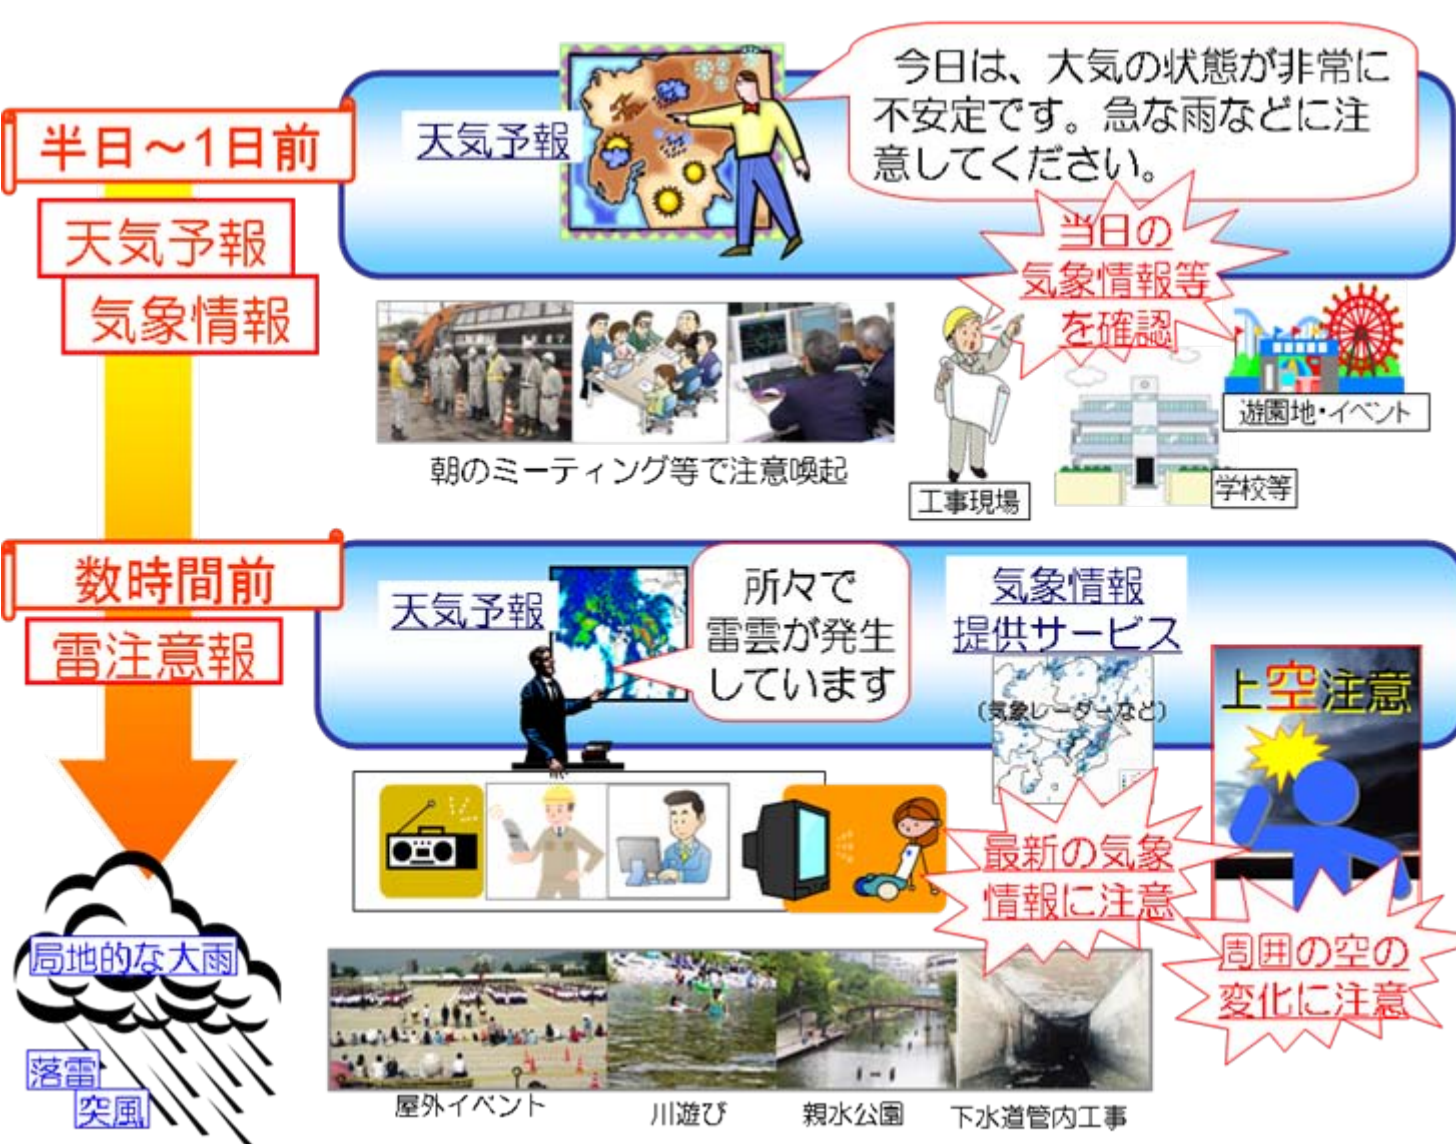 半日～1日前
天気予報
気象情報
天気予報
今日は、大気の状態が非常に
不安定です。急な雨などに注
意してください。
当日の
気象情報等
を確認
朝のミーティング等で注意喚起
工事現場
学校等
遊園地・イベント
数時間前
雷注意報
天気予報
所々で
雷雲が発生
しています
気象情報
提供サービス
(気象レーダーなど)
上空注意
最新の気象
情報に注意
周囲の空の
変化に注意
局地的な大雨
落雷
突風
屋外イベント
川遊び
親水公園
下水道管内工事